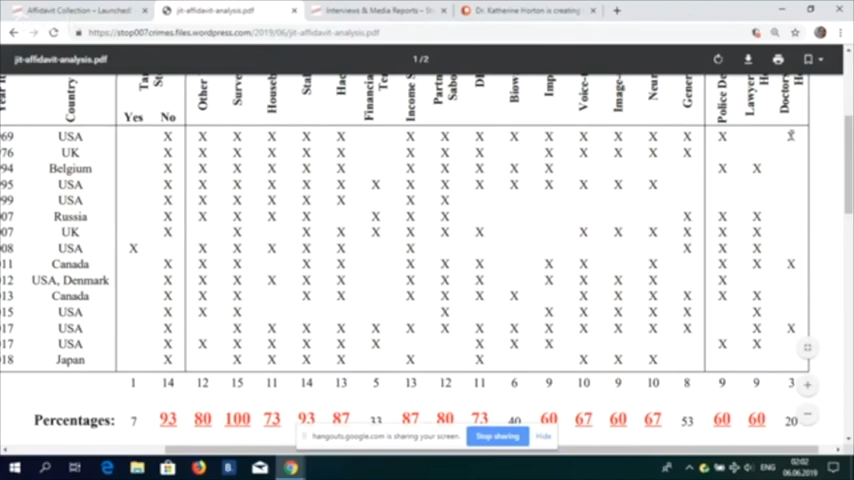 Affidavit Collection – Launched!
jit-affidavit-analysis.pdf
Interviews & Media Reports – St
Dr. Katherine Horton is creating
https://stop007crimes.files.wordpress.com/2019/06/jit-affidavit-analysis.pdf
jit-affidavit-analysis.pdf 1 / 2
Country Other Surve Househ Financial Income S Partn Sabo Biow Imp Voice- Image- Neur Gener Police De Lawyer Doctors
Yes No
69 USA X X X X X X X X X X X X X X X X X
76 UK X X X X X X X X X X X X X
94 Belgium X X X X X X X X X X X X X
95 USA X X X X X X X X X X X X X X X
99 USA X X X X X X X X
07 Russia X X X X X X X X X X
07 UK X X X X X X X X X X X X X X
08 USA X X X X X X X X X
11 Canada X X X X X X X X X X X X X
12 USA, Denmark X X X X X X X X X X X X X X
13 Canada X X X X X X X X X X X X X
15 USA X X X X X X X X X X
17 USA X X X X X X X X X X X X X X X X X
17 USA X X X X X X X X X X X
18 Japan X X X X X X X X X X
1 14 12 15 11 14 13 5 13 12 11 6 9 10 9 10 8 9 9 3
Percentages: 7 93 80 100 73 93 87 33 87 80 73 40 60 67 60 67 53 60 60 20
hangouts.google.com is sharing your screen. Stop sharing Hide
ENG
02:02
06.06.2019